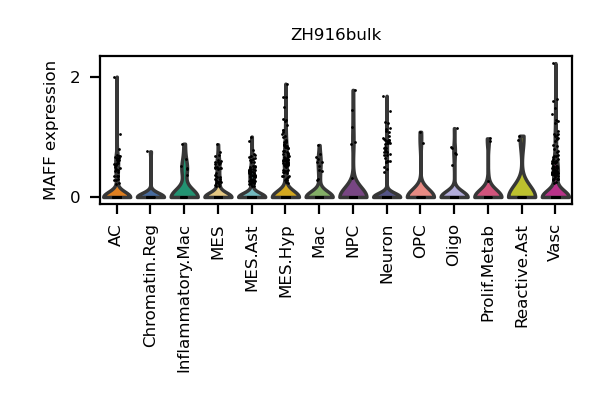 ZH916bulk
MAFF expression
2
0
AC
Chromatin.Reg
Inflammatory.Mac
MES
MES.Ast
MES.Hyp
Mac
NPC
Neuron
OPC
Oligo
Prolif.Metab
Reactive.Ast
Vasc